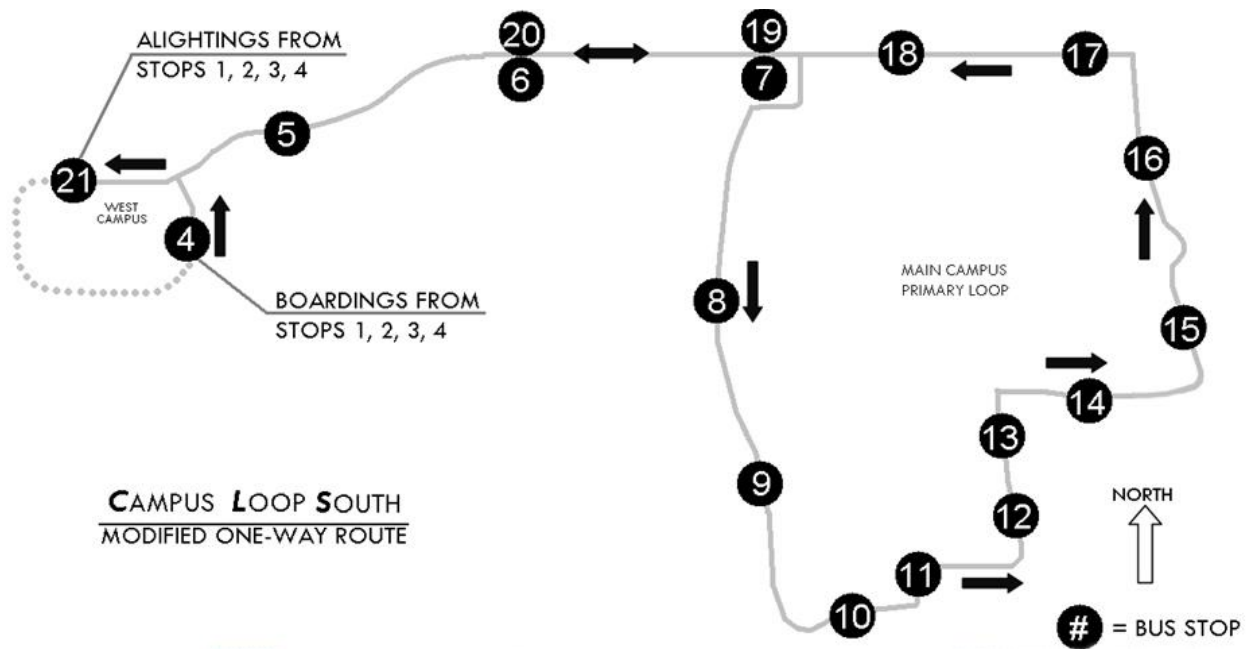 ALIGHTINGS FROM
STOPS 1, 2, 3, 4
20
19
18
17
6
7
5
16
21
WEST
CAMPUS
4
BOARDINGS FROM
STOPS 1, 2, 3, 4
8
MAIN CAMPUS
PRIMARY LOOP
15
14
13
9
CAMPUS LOOP SOUTH
MODIFIED ONE-WAY ROUTE
NORTH
12
11
10
# = BUS STOP